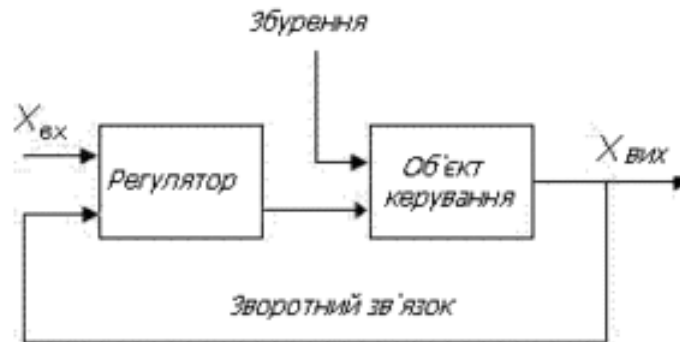 Збурення
Xвх
Регулятор
Об'єкт
керування
Xвих
Зворотний зв'язок